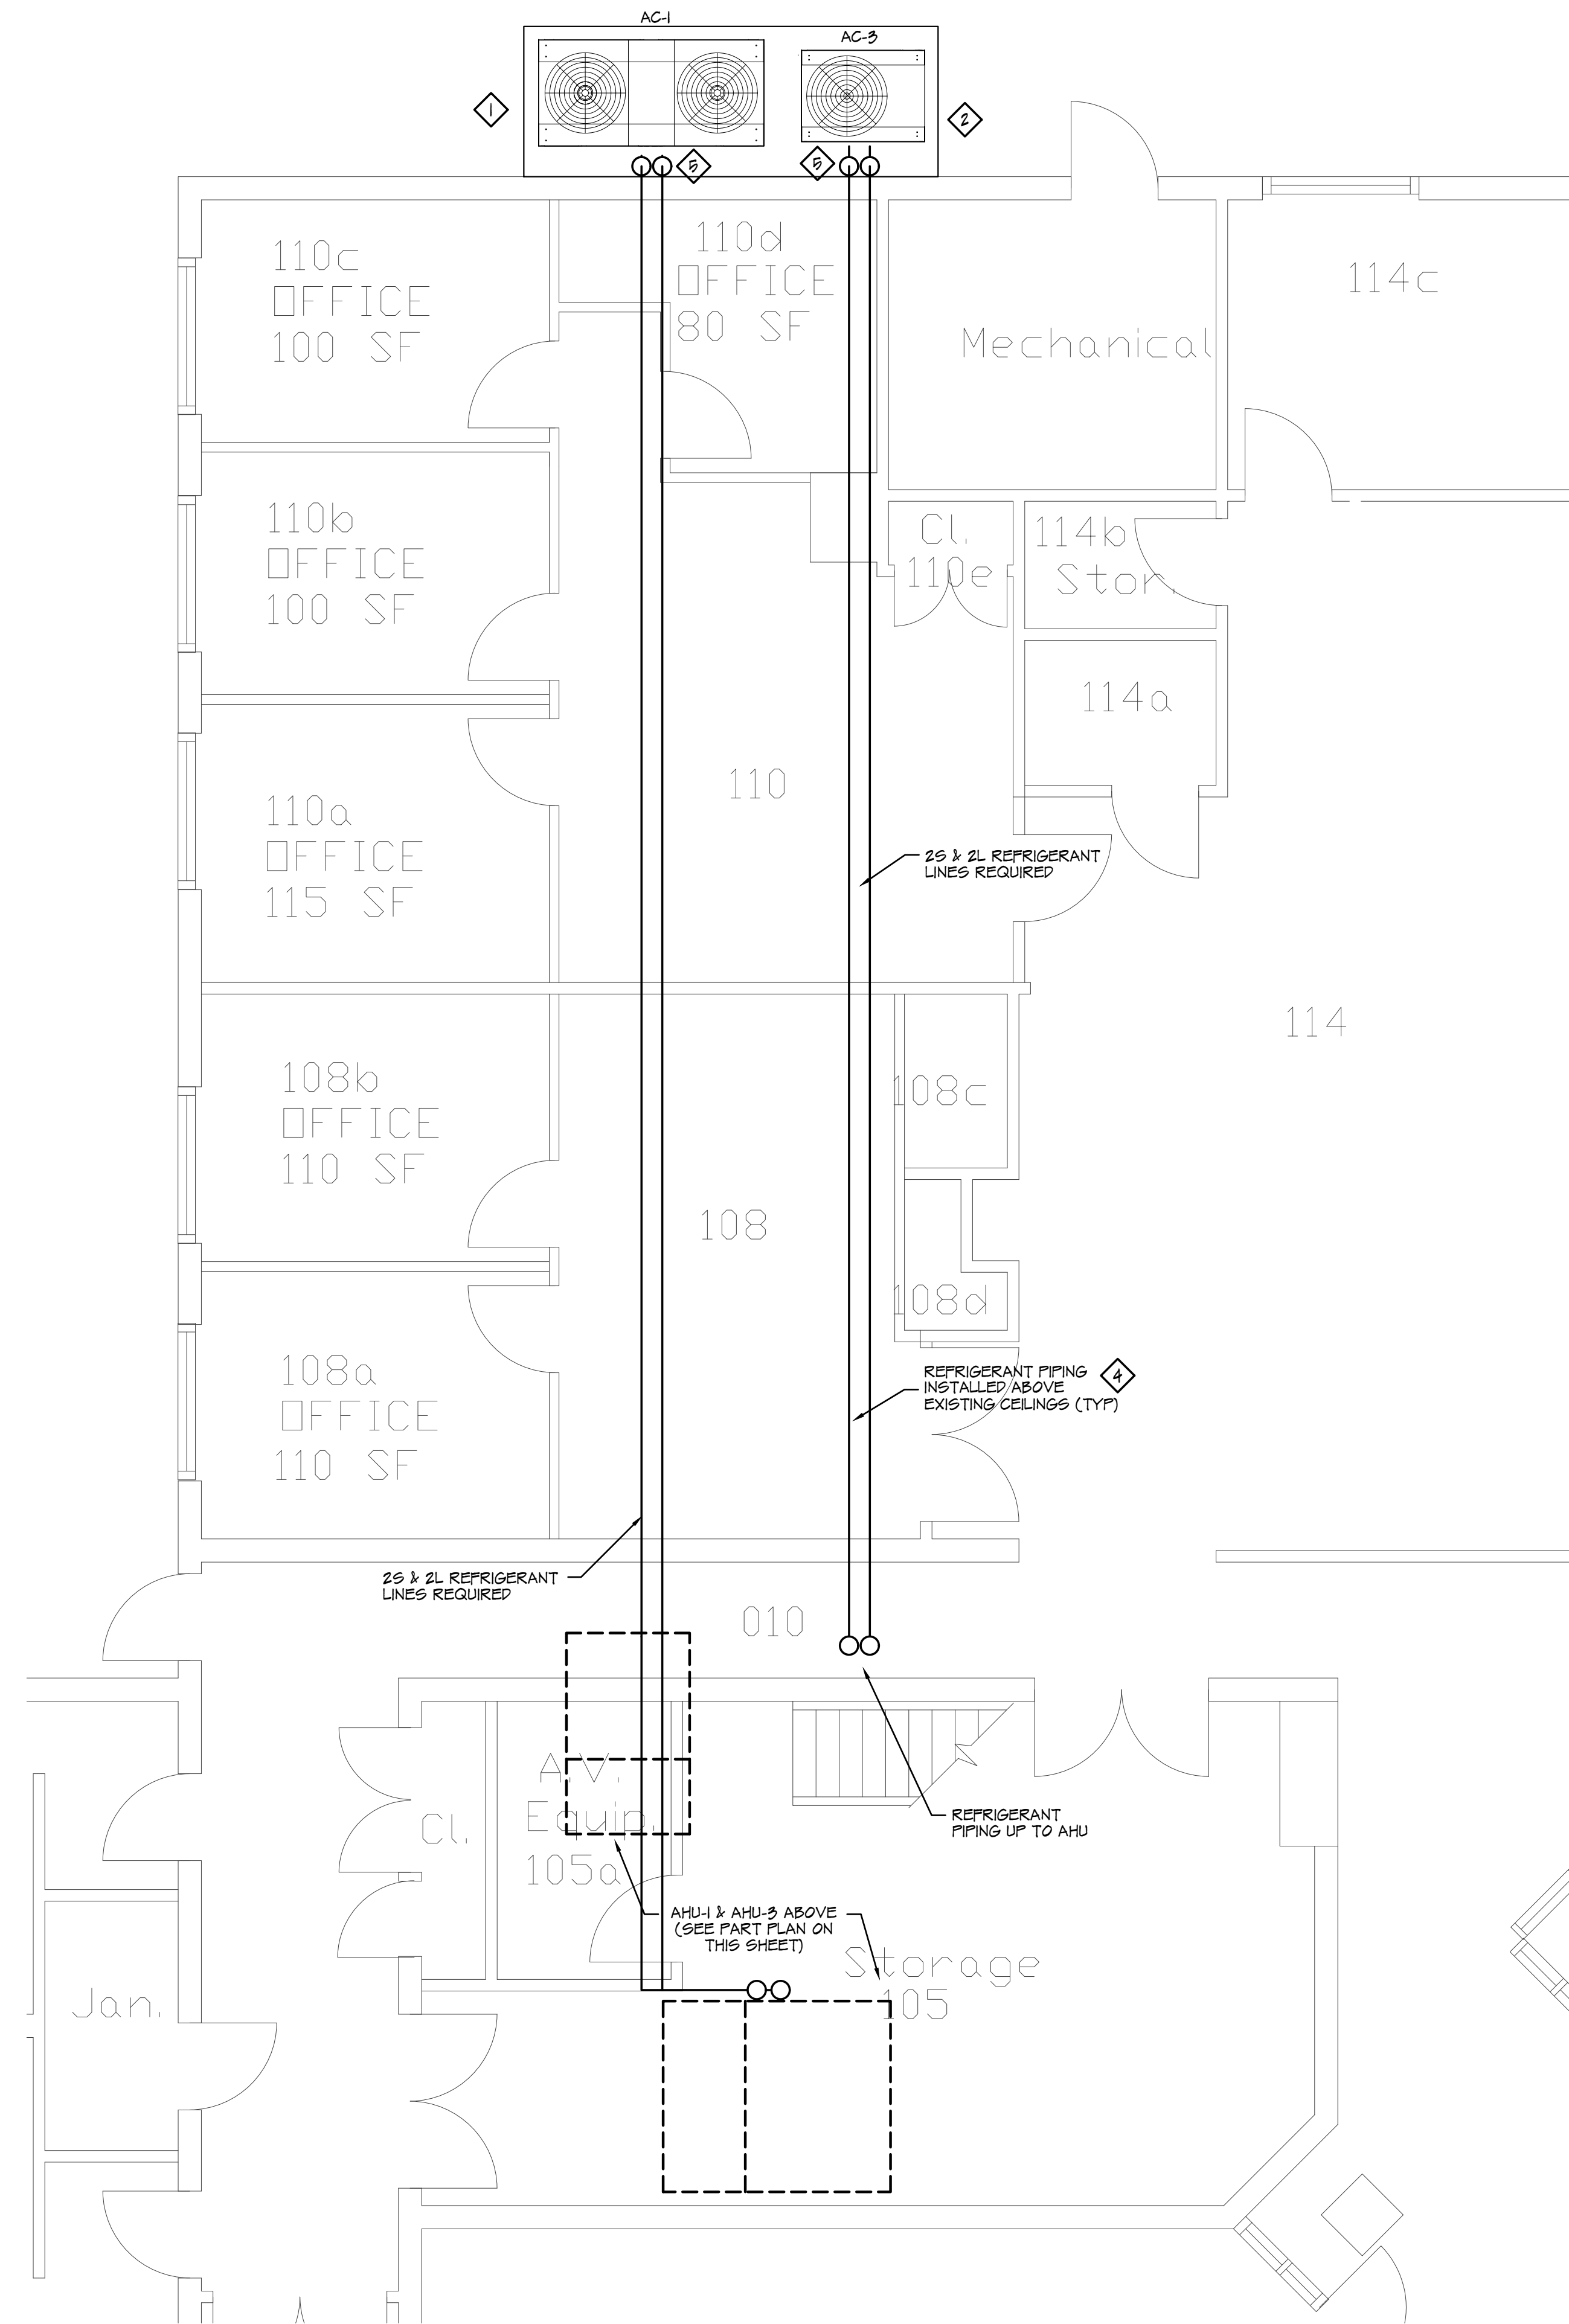 AC-1
AC-3
1
2
5
5
110c
OFFICE
100 SF
110d
OFFICE
80 SF
Mechanical
114c
110b
OFFICE
100 SF
Cl.
110e
114b
Stor.
114a
110a
OFFICE
115 SF
110
2S & 2L REFRIGERANT
LINES REQUIRED
114
108b
OFFICE
110 SF
108c
108
108d
108a
OFFICE
110 SF
REFRIGERANT PIPING
INSTALLED ABOVE
EXISTING CEILINGS (TYP)
4
2S & 2L REFRIGERANT
LINES REQUIRED
010
A.V.
Equip.
105a
Cl.
REFRIGERANT
PIPING UP TO AHU
AHU-1 & AHU-3 ABOVE
(SEE PART PLAN ON
THIS SHEET)
Storage
105
Jan.